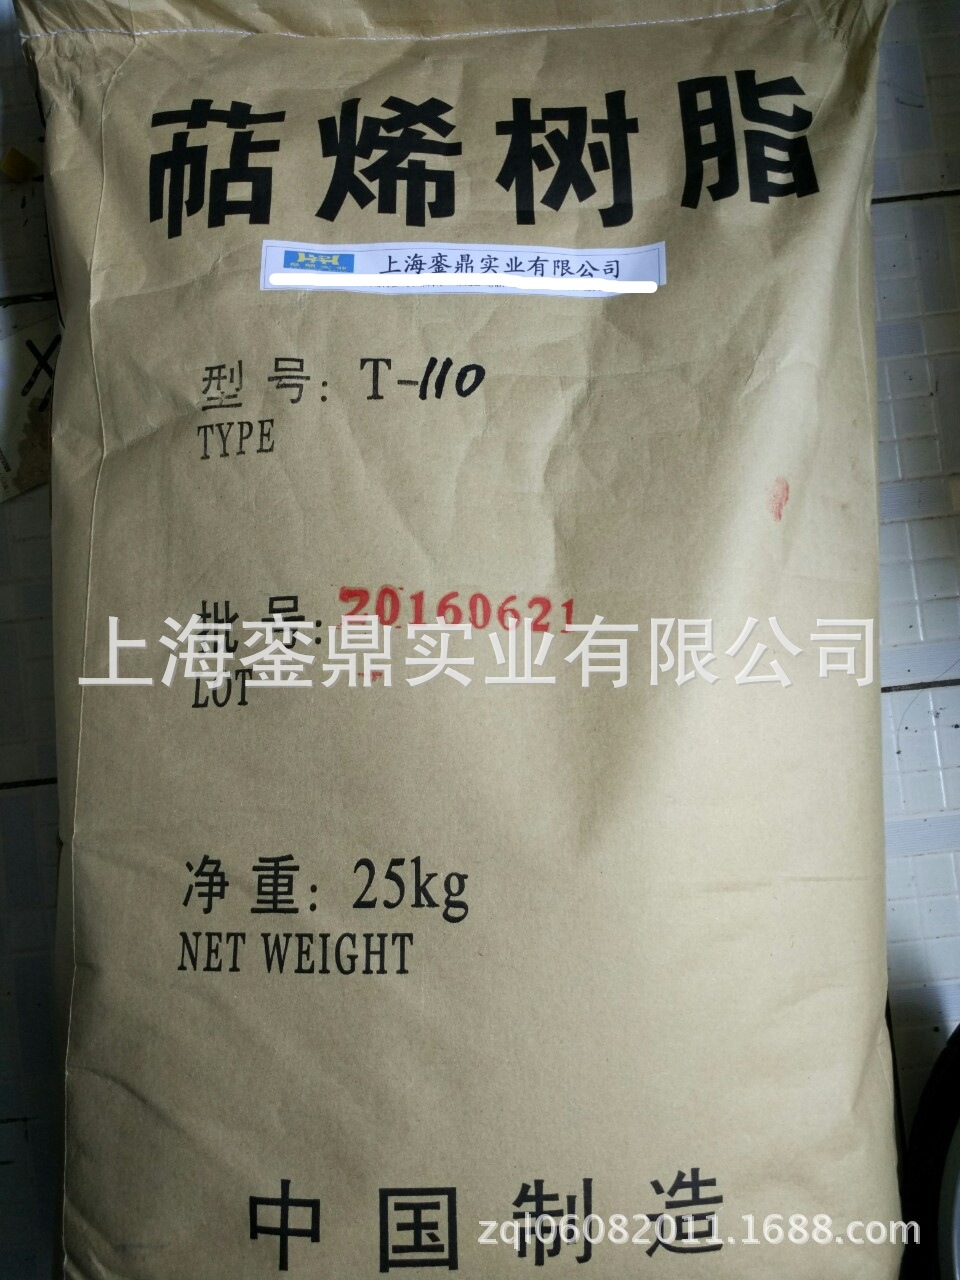 萜烯树脂
上海銮鼎实业有限公司
型号：T-110
TYPE
批号：20160621
LOT
上海銮鼎实业有限公司
净重：25kg
NET WEIGHT
中国制造
zql06082011.1688.com